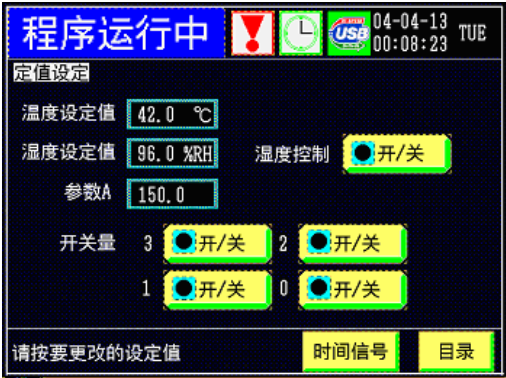 程序运行中 USB 04-04-13 00:08:23 TUE
定值设定
温度设定值 42.0 ℃
湿度设定值 96.0 %RH 湿度控制 开/关
参数A 150.0
开关量 3 开/关 2 开/关
1 开/关 0 开/关
请按要更改的设定值 时间信号 目录